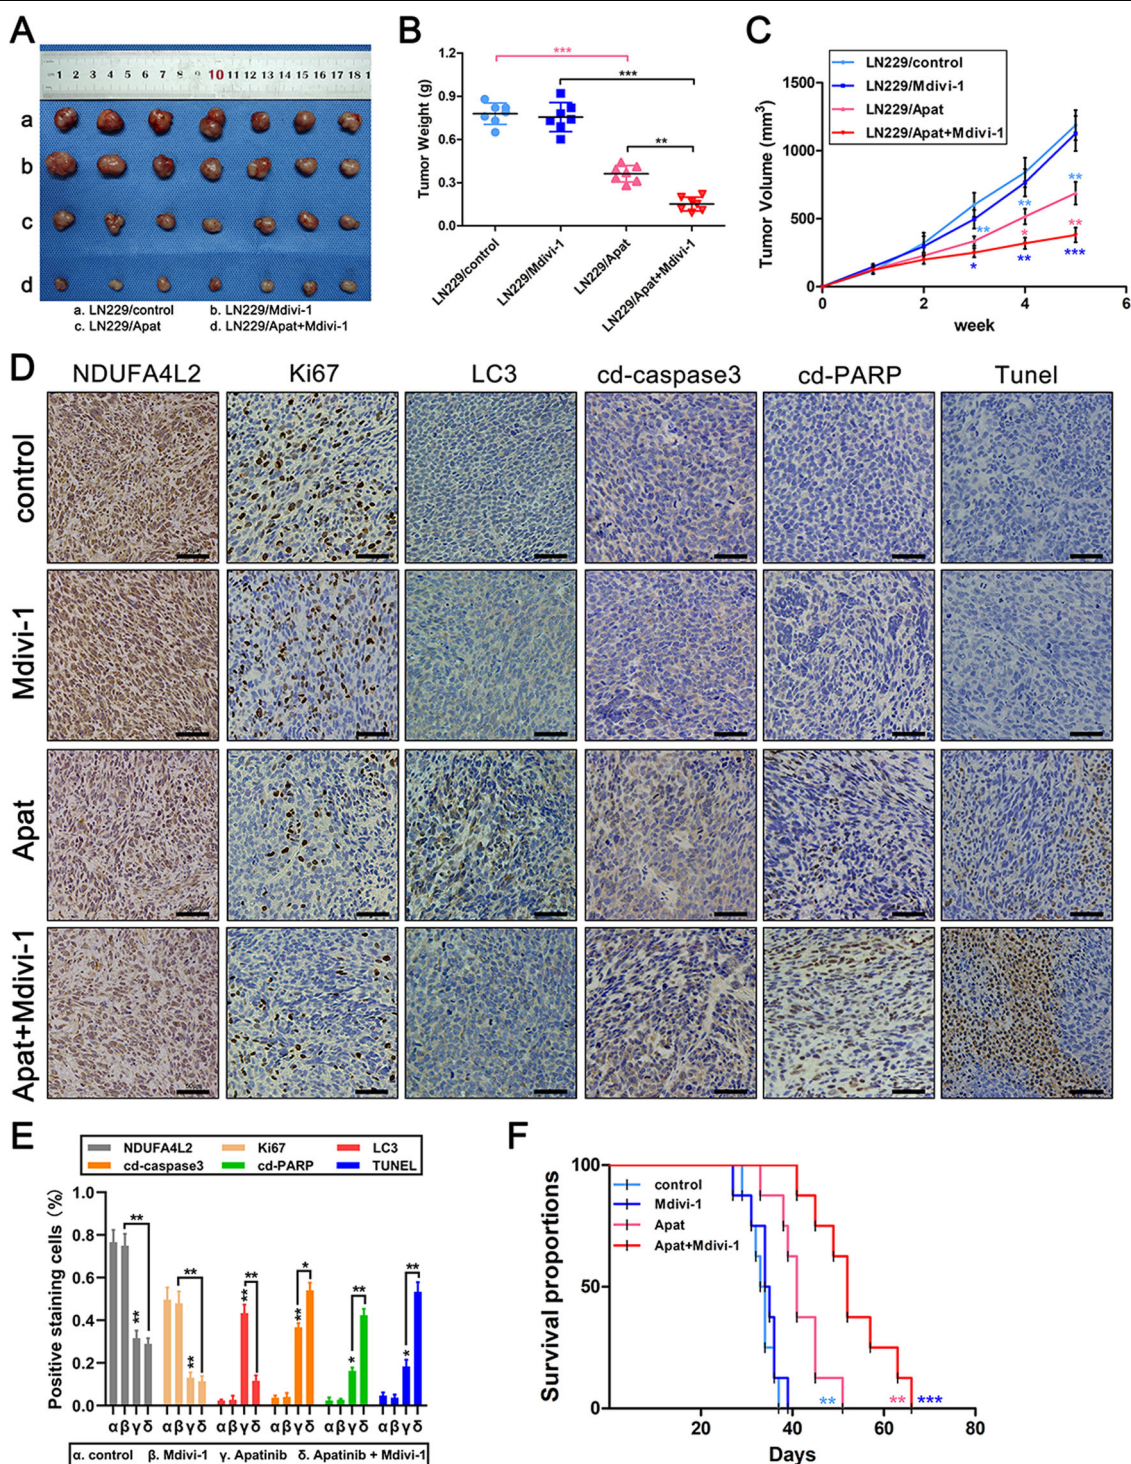 A
1 2 3 4 5 6 7 8 9 10 11 12 13 14 15 16 17 18 1
a
b
c
d
a. LN229/control b. LN229/Mdivi-1
c. LN229/Apat d. LN229/Apat+Mdivi-1
B
Tumor Weight (g)
1.2
0.9
0.6
0.3
0.0
***
***
**
LN229/control
LN229/Mdivi-1
LN229/Apat
LN229/Apat+Mdivi-1
C
Tumor Volume (mm³)
1500
1000
500
0
LN229/control
LN229/Mdivi-1
LN229/Apat
LN229/Apat+Mdivi-1
** ** **
* **
* ** ***
0 2 4 6
week
D
NDUFA4L2 Ki67 LC3 cd-caspase3 cd-PARP Tunel
control
Mdivi-1
Apat
Apat+Mdivi-1
E
NDUFA4L2 Ki67 LC3
cd-caspase3 cd-PARP TUNEL
Positive staining cells (%)
1.0
0.8
0.6
0.4
0.2
0.0
** ** ** * ** **
** ** ** ** * *
αβγδ αβγδ αβγδ αβγδ αβγδ αβγδ
α. control β. Mdivi-1 γ. Apatinib δ. Apatinib + Mdivi-1
F
Survival proportions
100
50
0
control
Mdivi-1
Apat
Apat+Mdivi-1
** ** ***
20 40 60 80
Days